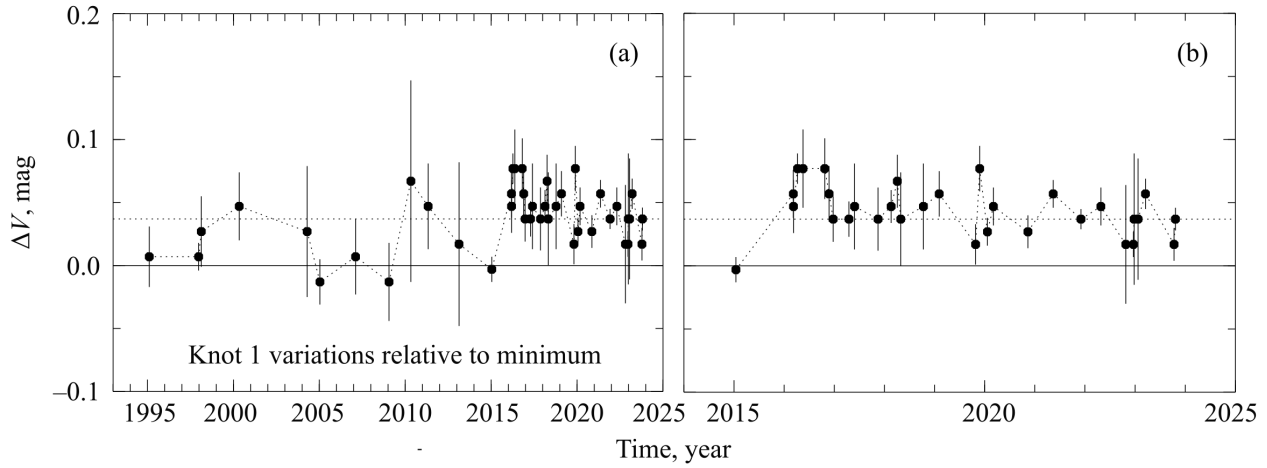 0.2
(a)
(b)
0.1
ΔV, mag
0.0
Knot 1 variations relative to minimum
–0.1
1995 2000 2005 2010 2015 2020 2025 2015 2020 2025
Time, year